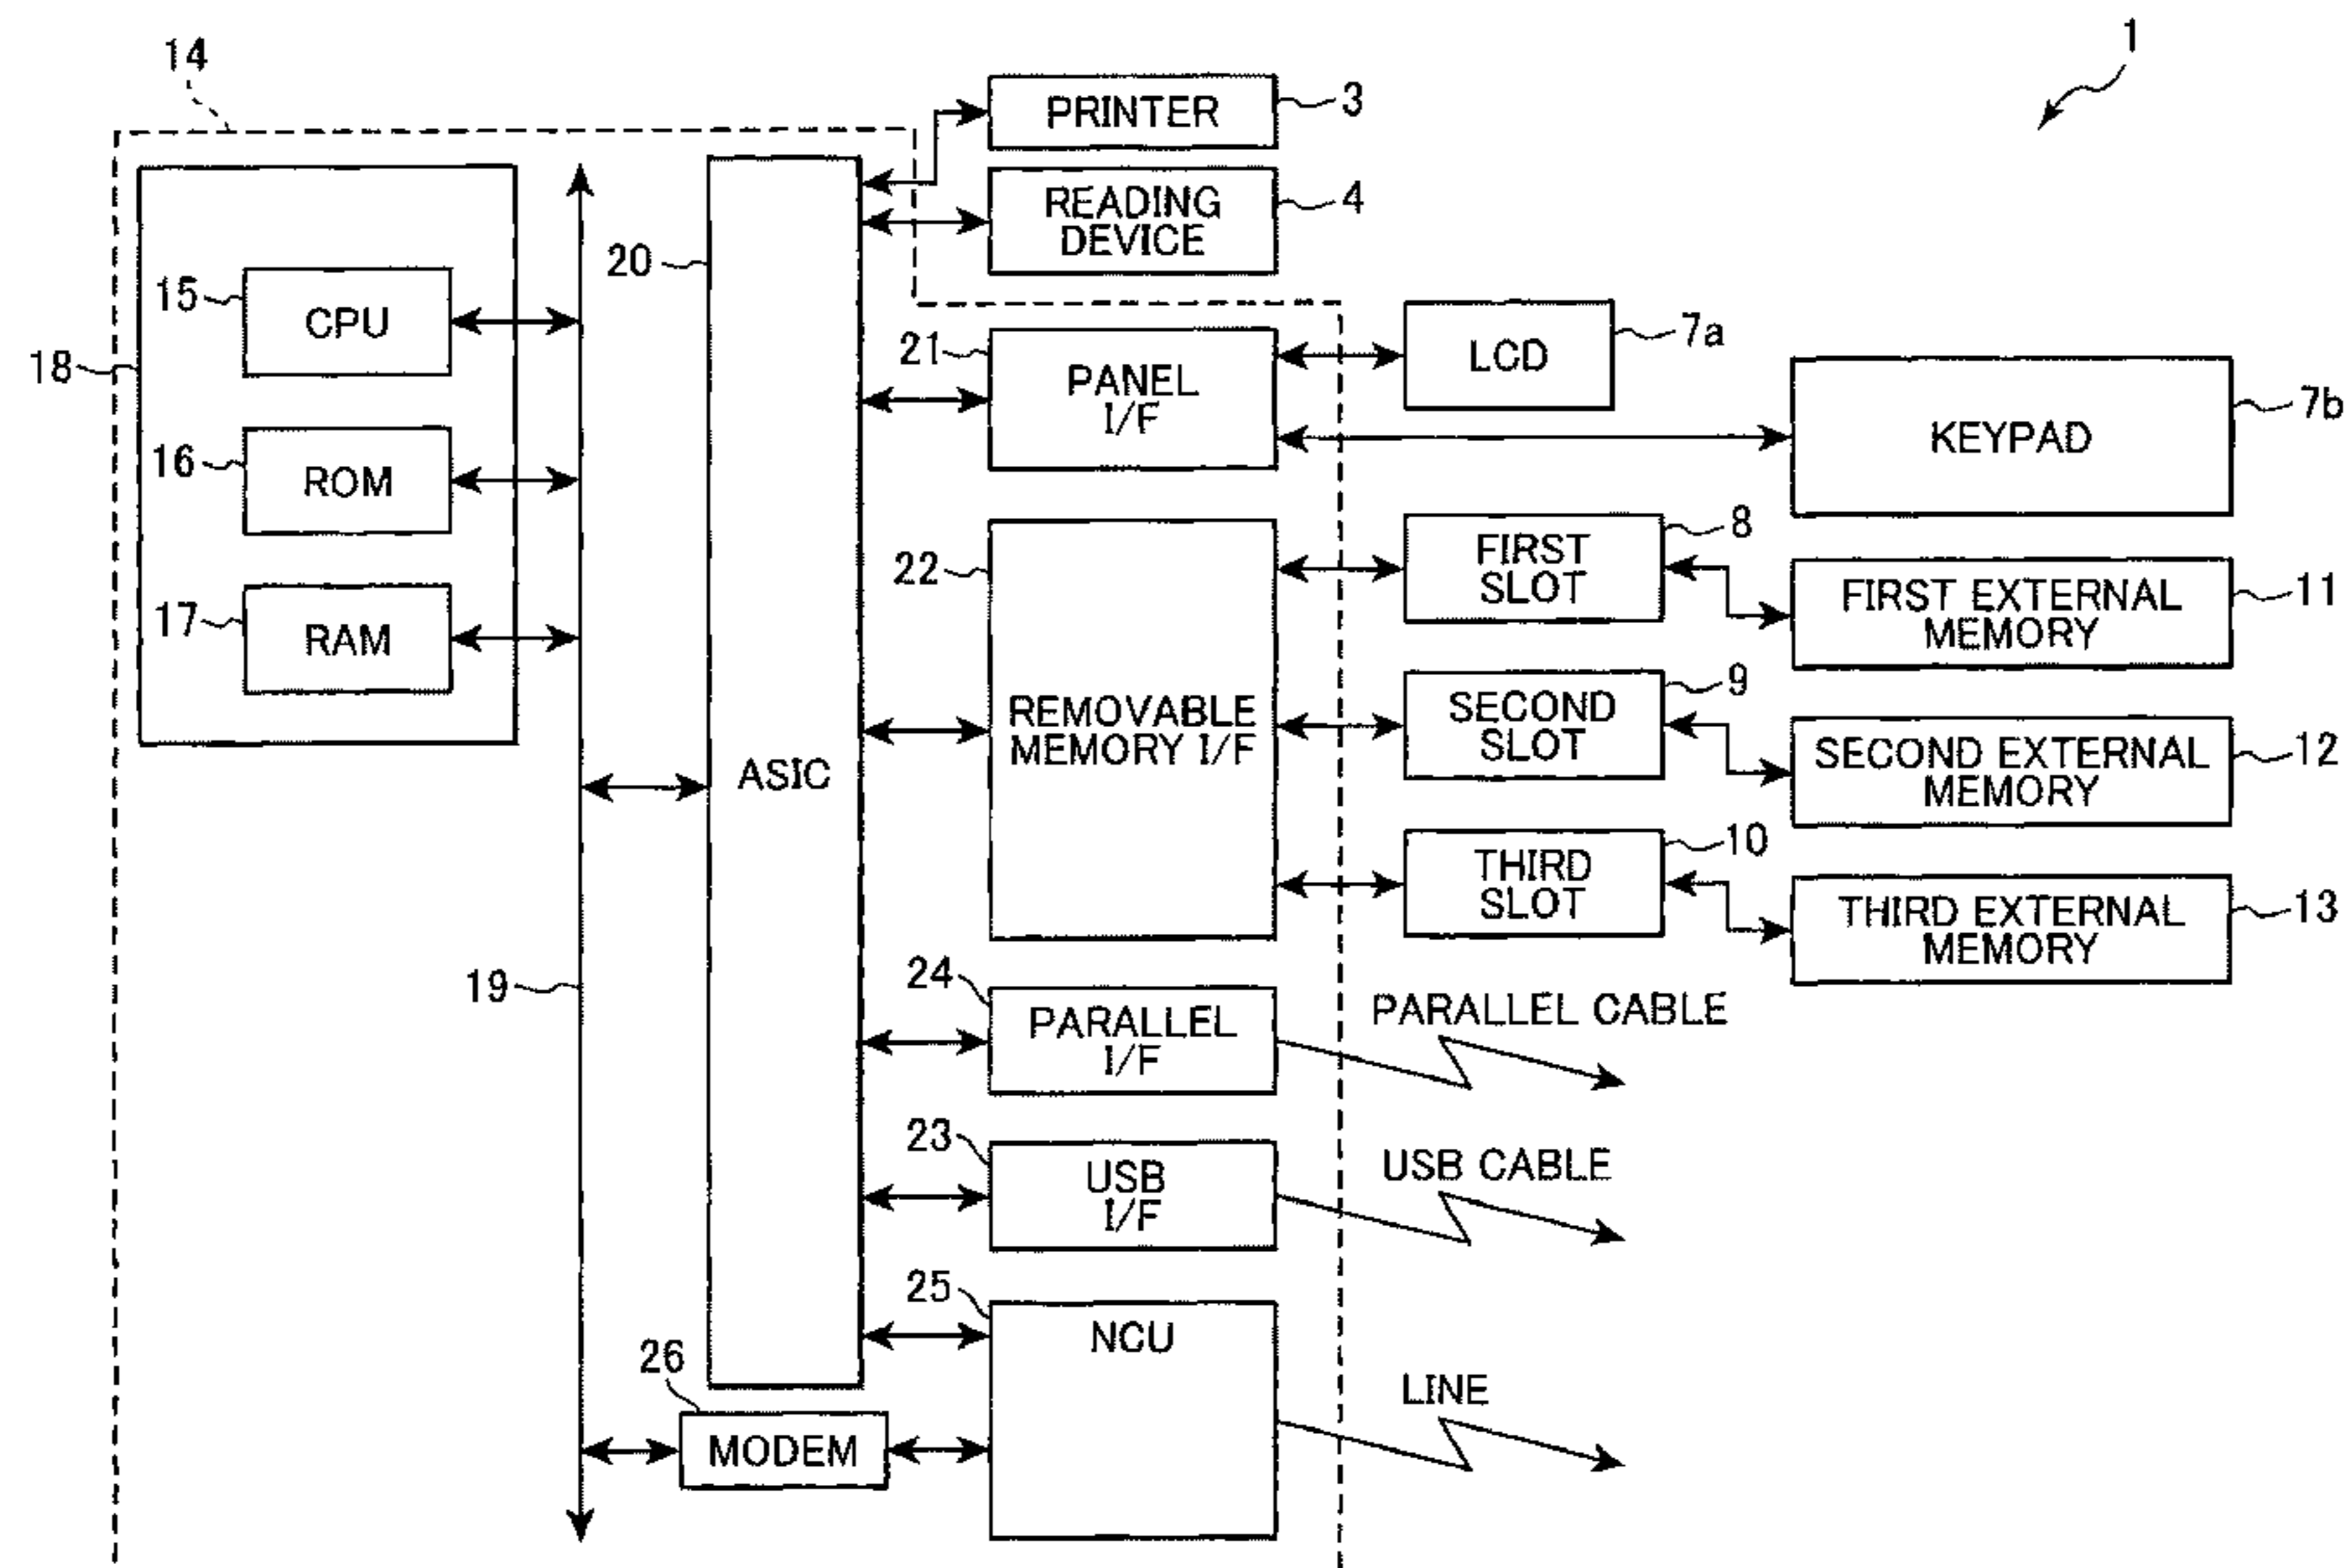 1
14
PRINTER
3
READING
DEVICE
4
20
15
CPU
18
16
ROM
17
RAM
21
PANEL
I/F
LCD
7a
KEYPAD
7b
22
REMOVABLE
MEMORY I/F
ASIC
FIRST
SLOT
8
FIRST EXTERNAL
MEMORY
11
SECOND
SLOT
9
SECOND EXTERNAL
MEMORY
12
THIRD
SLOT
10
THIRD EXTERNAL
MEMORY
13
19
24
PARALLEL
I/F
PARALLEL CABLE
23
USB
I/F
USB CABLE
25
NCU
26
MODEM
LINE